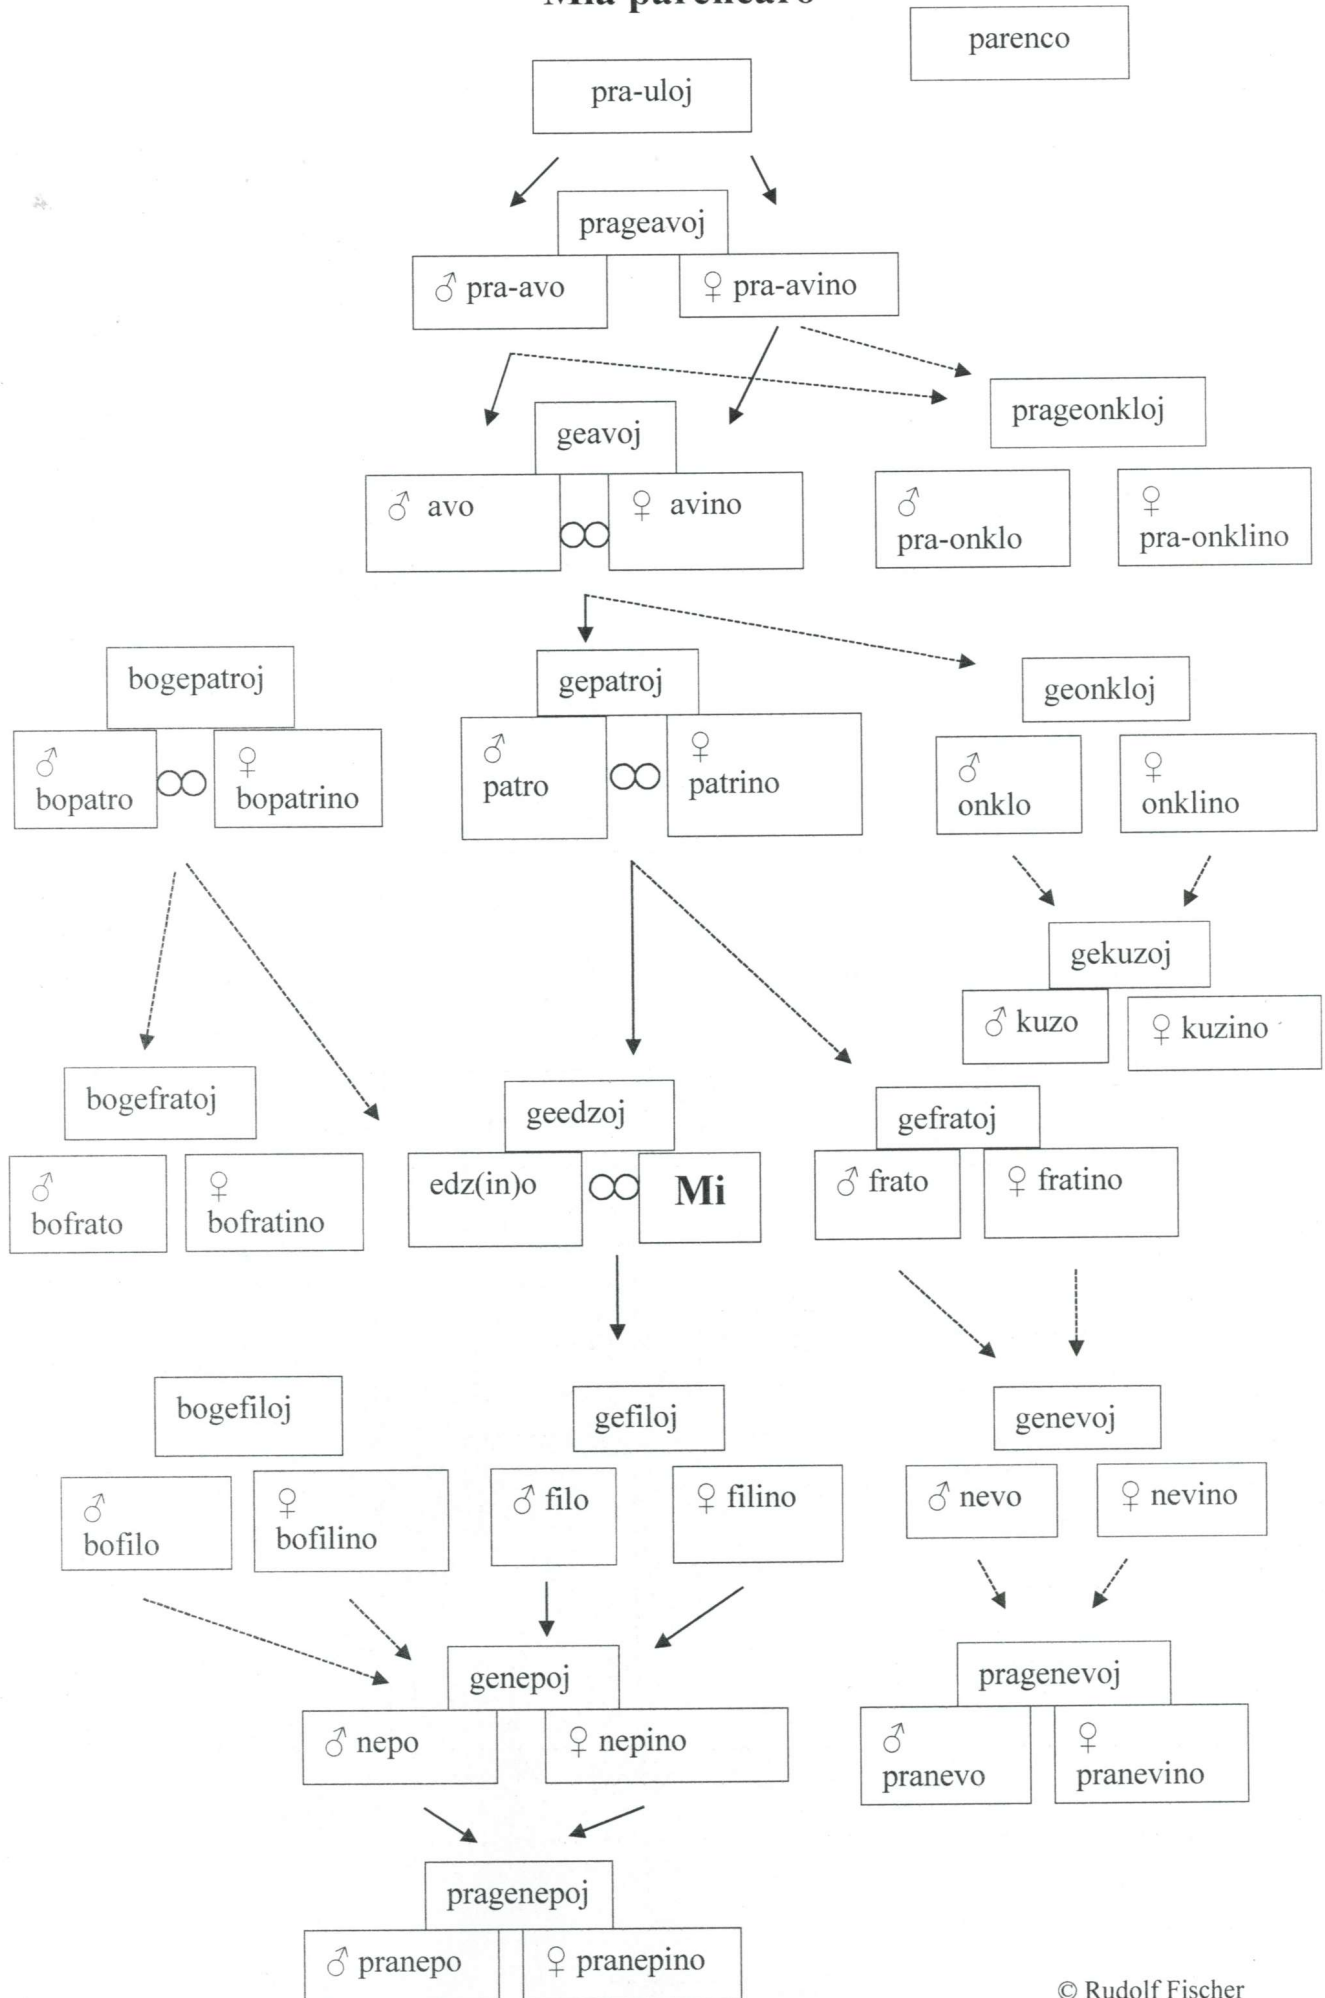 Mia parencaro
parenco
pra-uloj
prageavoj
♂ pra-avo
♀ pra-avino
prageonkloj
geavoj
♂ avo
♀ avino
♂
pra-onklo
♀
pra-onklino
bogepatroj
gepatroj
geonkloj
♂
bopatro
♀
bopatrino
♂
patro
♀
patrino
♂
onklo
♀
onklino
gekuzoj
♂ kuzo
♀ kuzino
bogefratoj
geedzoj
gefratoj
♂
bofrato
♀
bofratino
edz(in)o
Mi
♂ frato
♀ fratino
bogefiloj
gefiloj
genevoj
♂
bofilo
♀
bofilino
♂ filo
♀ filino
♂ nevo
♀ nevino
genepoj
pragenevoj
♂ nepo
♀ nepino
♂
pranevo
♀
pranevino
pragenepoj
♂ pranepo
♀ pranepino
© Rudolf Fischer